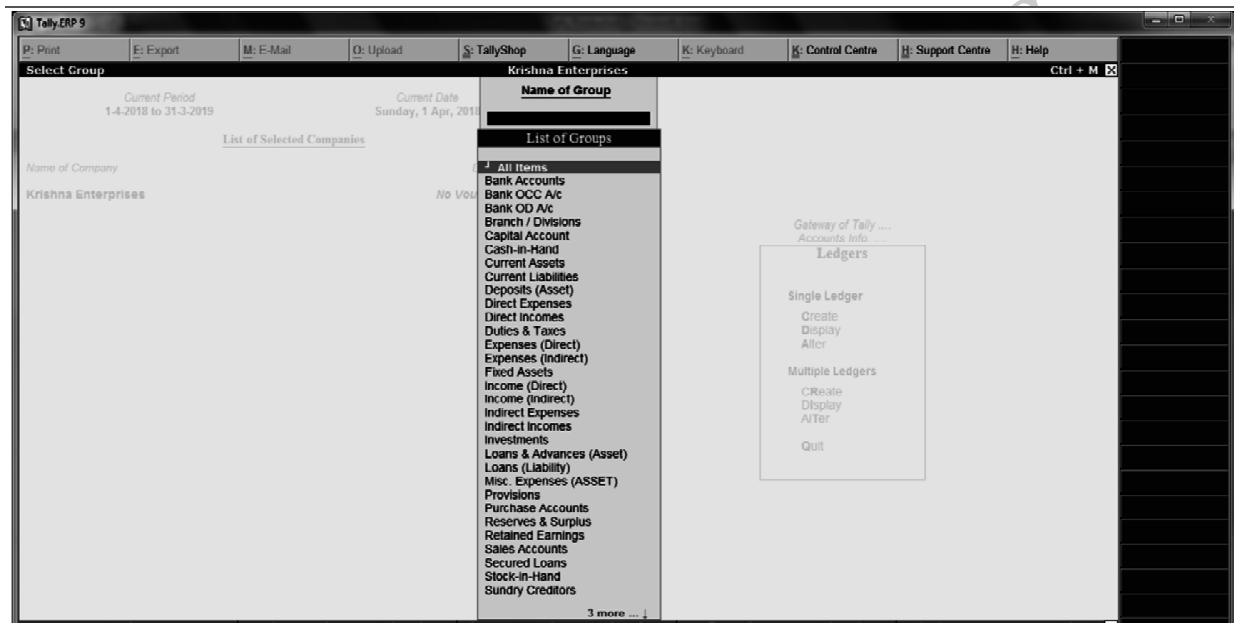 Tally.ERP 9
P: Print E: Export M: E-Mail O: Upload S: TallyShop G: Language K: Keyboard K: Control Centre H: Support Centre H: Help
Select Group Krishna Enterprises Ctrl + M
Current Period Current Date
1-4-2018 to 31-3-2019 Sunday, 1 Apr, 2018
List of Selected Companies
Name of Company
Krishna Enterprises No Vou
Name of Group
List of Groups
All Items
Bank Accounts
Bank OCC A/c
Bank OD A/c
Branch / Divisions
Capital Account
Cash-in-Hand
Current Assets
Current Liabilities
Deposits (Asset)
Direct Expenses
Direct Incomes
Duties & Taxes
Expenses (Direct)
Expenses (Indirect)
Fixed Assets
Income (Direct)
Income (Indirect)
Indirect Expenses
Indirect Incomes
Investments
Loans & Advances (Asset)
Loans (Liability)
Misc. Expenses (ASSET)
Provisions
Purchase Accounts
Reserves & Surplus
Retained Earnings
Sales Accounts
Secured Loans
Stock-in-Hand
Sundry Creditors
3 more ... ↓
Gateway of Tally ....
Accounts Info. ....
Ledgers
Single Ledger
Create
Display
Alter
Multiple Ledgers
CReate
DIsplay
AlTer
Quit